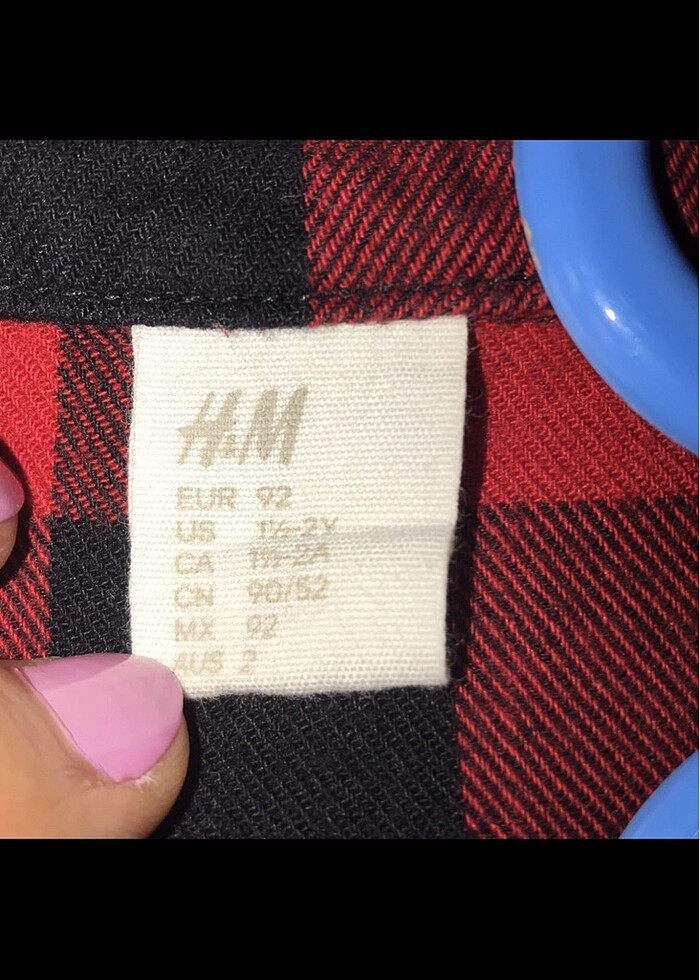 H&M
EUR 92
US 1½-2Y
CA 1½-2A
CN 90/52
MX 92
AUS 2